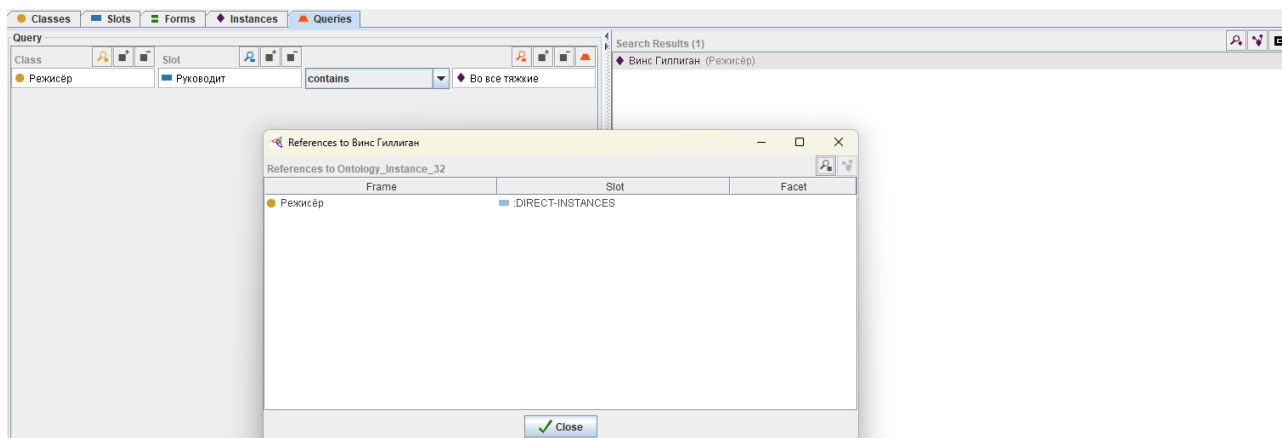 Classes Slots Forms Instances Queries
Query
Search Results (1)
Class Slot
Винс Гиллиган (Режисёр)
Режисёр Руководит contains Во все тяжкие
References to Винс Гиллиган
References to Ontology_Instance_32
Frame Slot Facet
Режисёр :DIRECT-INSTANCES
Close